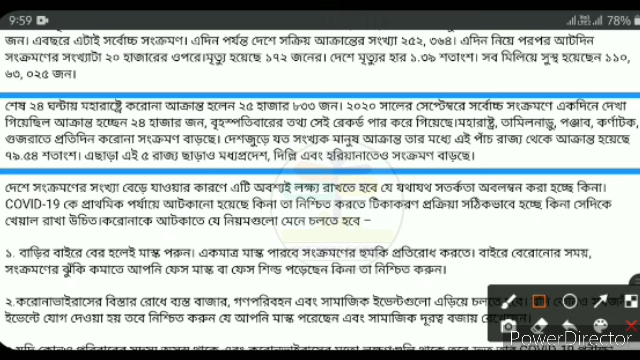 9:59
78%
জন। এবছরে এটাই সর্বোচ্চ সংক্রমণ। এদিন পর্যন্ত দেশে সক্রিয় আক্রান্তের সংখ্যা ২৫২, ৩৬৪। এদিন নিয়ে পরপর আটদিন
সংক্রমণের সংখ্যাটা ২০ হাজারের ওপরে।মৃত্যু হয়েছে ১৭২ জনের। দেশে মৃত্যুর হার ১.৩৯ শতাংশ। সব মিলিয়ে সুস্থ হয়েছেন ১১০,
৬৩, ০২৫ জন।
শেষ ২৪ ঘন্টায় মহারাষ্ট্রে করোনা আক্রান্ত হলেন ২৫ হাজার ৮৩৩ জন। ২০২০ সালের সেপ্টেম্বরে সর্বোচ্চ সংক্রমণে একদিনে দেখা
গিয়েছিল আক্রান্ত হচ্ছেন ২৪ হাজার জন, বৃহস্পতিবারের তথ্য সেই রেকর্ড পার করে গিয়েছে।মহারাষ্ট্র, তামিলনাড়ু, পঞ্জাব, কর্ণাটক,
গুজরাতে প্রতিদিন করোনা সংক্রমণ বাড়ছে। দেশজুড়ে যত সংখ্যক মানুষ আক্রান্ত তার মধ্যে এই পাঁচ রাজ্য থেকে আক্রান্ত হয়েছে
৭৯.৫৪ শতাংশ। এছাড়া এই ৫ রাজ্য ছাড়াও মধ্যপ্রদেশ, দিল্লি এবং হরিয়ানাতেও সংক্রমণ বাড়ছে।
দেশে সংক্রমণের সংখ্যা বেড়ে যাওয়ার কারণে এটি অবশ্যই লক্ষ্য রাখতে হবে যে যথাযথ সতর্কতা অবলম্বন করা হচ্ছে কিনা।
COVID-19 কে প্রাথমিক পর্যায়ে আটকানো হয়েছে কিনা তা নিশ্চিত করতে টিকাকরণ প্রক্রিয়া সঠিকভাবে হচ্ছে কিনা সেদিকে
খেয়াল রাখা উচিত।করোনাকে আটকাতে যে নিয়মগুলো মেনে চলতে হবে –
১. বাড়ির বাইরে বের হলেই মাস্ক পরুন। একমাত্র মাস্ক পারবে সংক্রমণের হুমকি প্রতিরোধ করতে। বাইরে বেরোনোর সময়,
সংক্রমণের ঝুঁকি কমাতে আপনি ফেস মাস্ক বা ফেস শিল্ড পড়েছেন কিনা তা নিশ্চিত করুন।
২.করোনাভাইরাসের বিস্তার রোধে ব্যস্ত বাজার, গণপরিবহন এবং সামাজিক ইভেন্টগুলো এড়িয়ে চলতে
ইভেন্টে যোগ দেওয়া হয় তবে নিশ্চিত করুন যে আপনি মাস্ক পরেছেন এবং সামাজিক দূরত্ব বজায়
PowerDirector